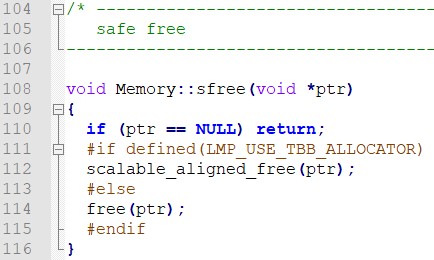 104 /* ---------------------------------------
105 safe free
106 ------------------------------------------
107
108 void Memory::sfree(void *ptr)
109 {
110 if (ptr == NULL) return;
111 #if defined(LMP_USE_TBB_ALLOCATOR)
112 scalable_aligned_free(ptr);
113 #else
114 free(ptr);
115 #endif
116 }